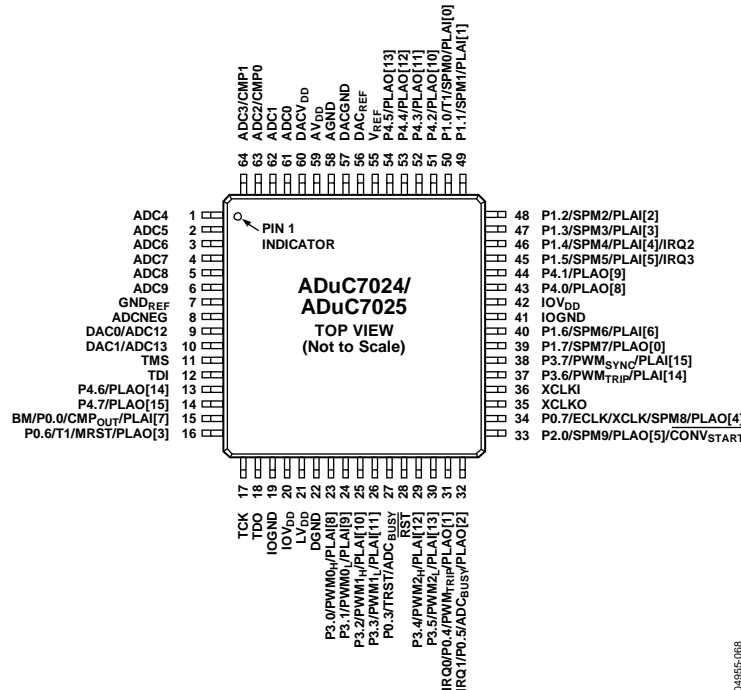 64 ADC3/CMP1
63 ADC2/CMP0
62 ADC1
61 ADC0
60 DACVDD
59 AVDD
58 AGND
57 DACGND
56 DACREF
55 VREF
54 P4.5/PLAO[13]
53 P4.4/PLAO[12]
52 P4.3/PLAO[11]
51 P4.2/PLAO[10]
50 P1.0/T1/SPM0/PLAI[0]
49 P1.1/SPM1/PLAI[1]
ADC4 1
ADC5 2
ADC6 3
ADC7 4
ADC8 5
ADC9 6
GNDREF 7
ADCNEG 8
DAC0/ADC12 9
DAC1/ADC13 10
TMS 11
TDI 12
P4.6/PLAO[14] 13
P4.7/PLAO[15] 14
BM/P0.0/CMPOUT/PLAI[7] 15
P0.6/T1/MRST/PLAO[3] 16
PIN 1
INDICATOR
ADuC7024/
ADuC7025
TOP VIEW
(Not to Scale)
48 P1.2/SPM2/PLAI[2]
47 P1.3/SPM3/PLAI[3]
46 P1.4/SPM4/PLAI[4]/IRQ2
45 P1.5/SPM5/PLAI[5]/IRQ3
44 P4.1/PLAO[9]
43 P4.0/PLAO[8]
42 IOVDD
41 IOGND
40 P1.6/SPM6/PLAI[6]
39 P1.7/SPM7/PLAO[0]
38 P3.7/PWMSYNC/PLAI[15]
37 P3.6/PWMTRIP/PLAI[14]
36 XCLKI
35 XCLKO
34 P0.7/ECLK/XCLK/SPM8/PLAO[4]
33 P2.0/SPM9/PLAO[5]/CONVSTART
TCK 17
TDO 18
IOGND 19
IOVDD 20
LVDD 21
DGND 22
P3.0/PWM0H/PLAI[8] 23
P3.1/PWM0L/PLAI[9] 24
P3.2/PWM1H/PLAI[10] 25
P3.3/PWM1L/PLAI[11] 26
P0.3/TRST/ADCBUSY 27
RST 28
P3.4/PWM2H/PLAI[12] 29
P3.5/PWM2L/PLAI[13] 30
IRQ0/P0.4/PWMTRIP/PLAO[1] 31
IRQ1/P0.5/ADCBUSY/PLAO[2] 32
04955-068